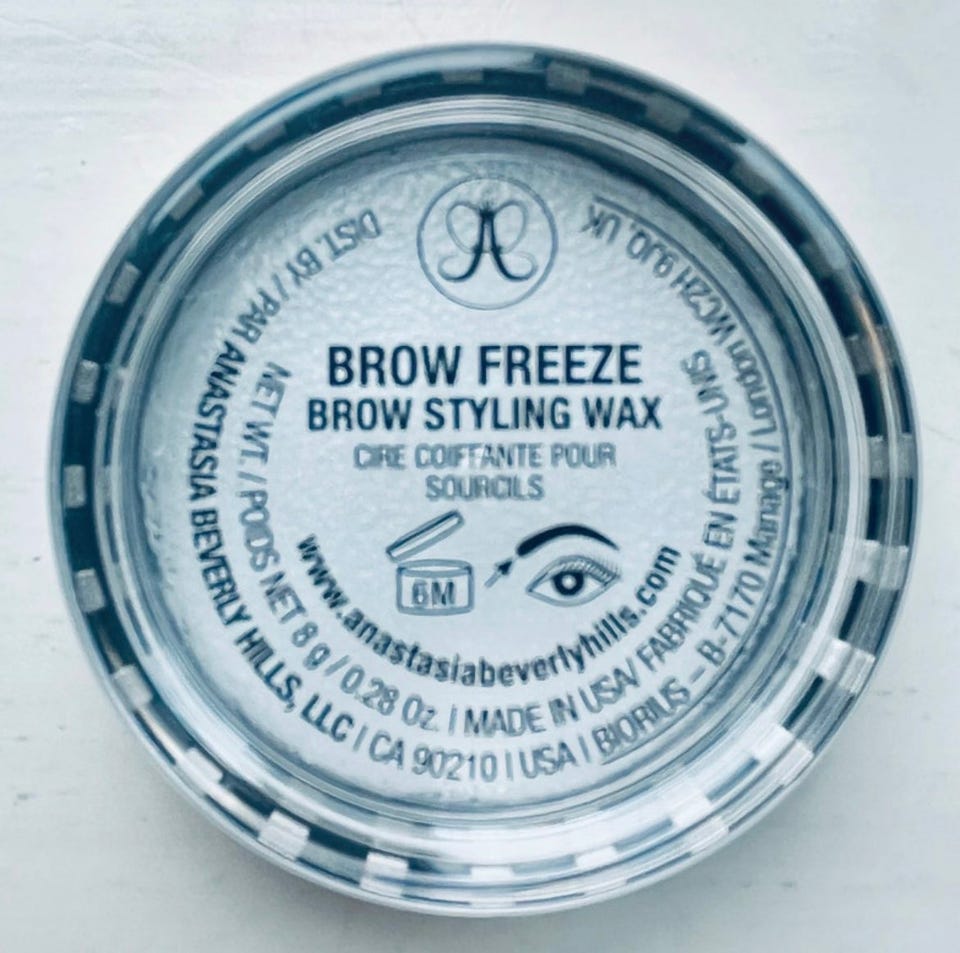 BROW FREEZE
BROW STYLING WAX
CIRE COIFFANTE POUR
SOURCILS
6M
www.anastasiabeverlyhills.com
NET WT. / POIDS NET 8 g / 0.28 Oz. | MADE IN USA/ FABRIQUÉ EN ÉTATS-UNIS
DIST. BY / PAR ANASTASIA BEVERLY HILLS, LLC | CA 90210 | USA | BIORIUS – B-7170 Manage / London WC2H 9JQ, UK